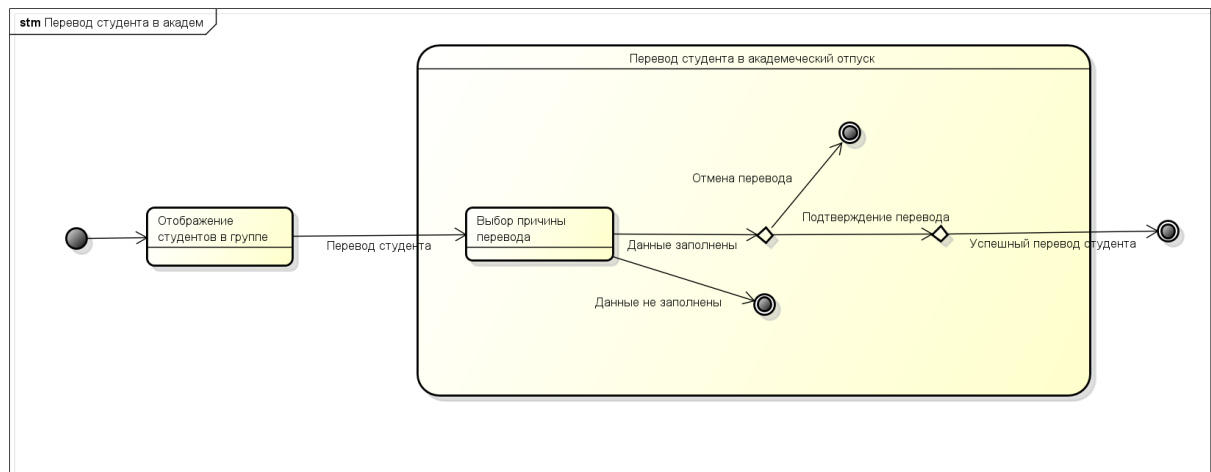 stm Перевод студента в академ
Перевод студента в академеческий отпуск
Отмена перевода
Отображение
студентов в группе
Перевод студента
Выбор причины
перевода
Данные заполнены
Подтверждение перевода
Успешный перевод студента
Данные не заполнены